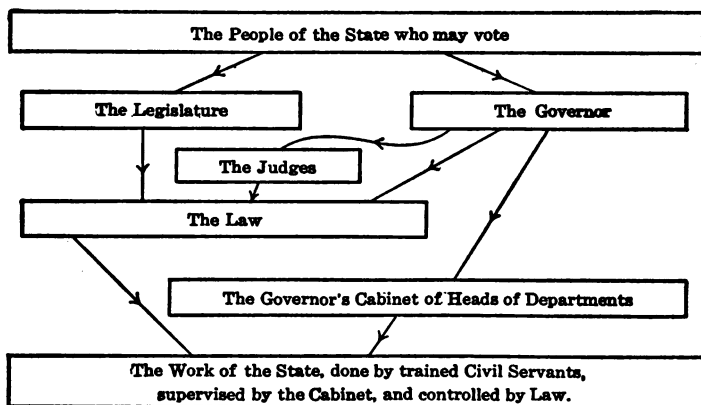 The People of the State who may vote
The Legislature
The Governor
The Judges
The Law
The Governor's Cabinet of Heads of Departments
The Work of the State, done by trained Civil Servants,
supervised by the Cabinet, and controlled by Law.